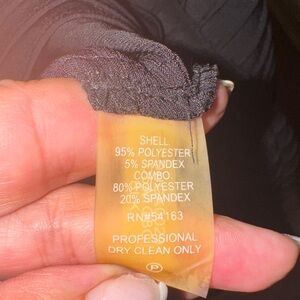 SHELL
95% POLYESTER
5% SPANDEX
COMBO
80% POLYESTER
20% SPANDEX
RN#54163
PROFESSIONAL
DRY CLEAN ONLY
P